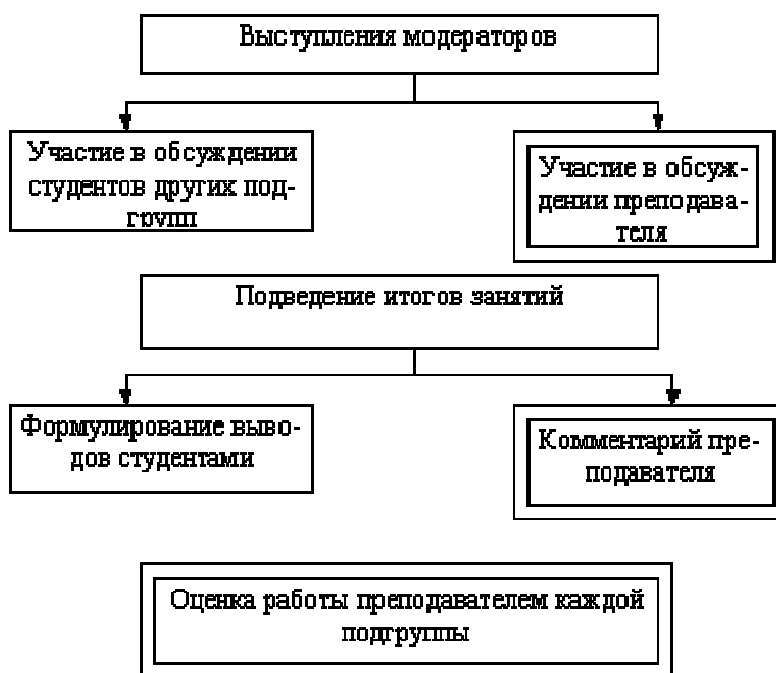 Выступления модераторов
Участие в обсуждении
студентов других под-
групп
Участие в обсуж-
дении преподава-
теля
Подведение итогов занятий
Формулирование выво-
дов студентами
Комментарий пре-
подавателя
Оценка работы преподавателем каждой
подгруппы